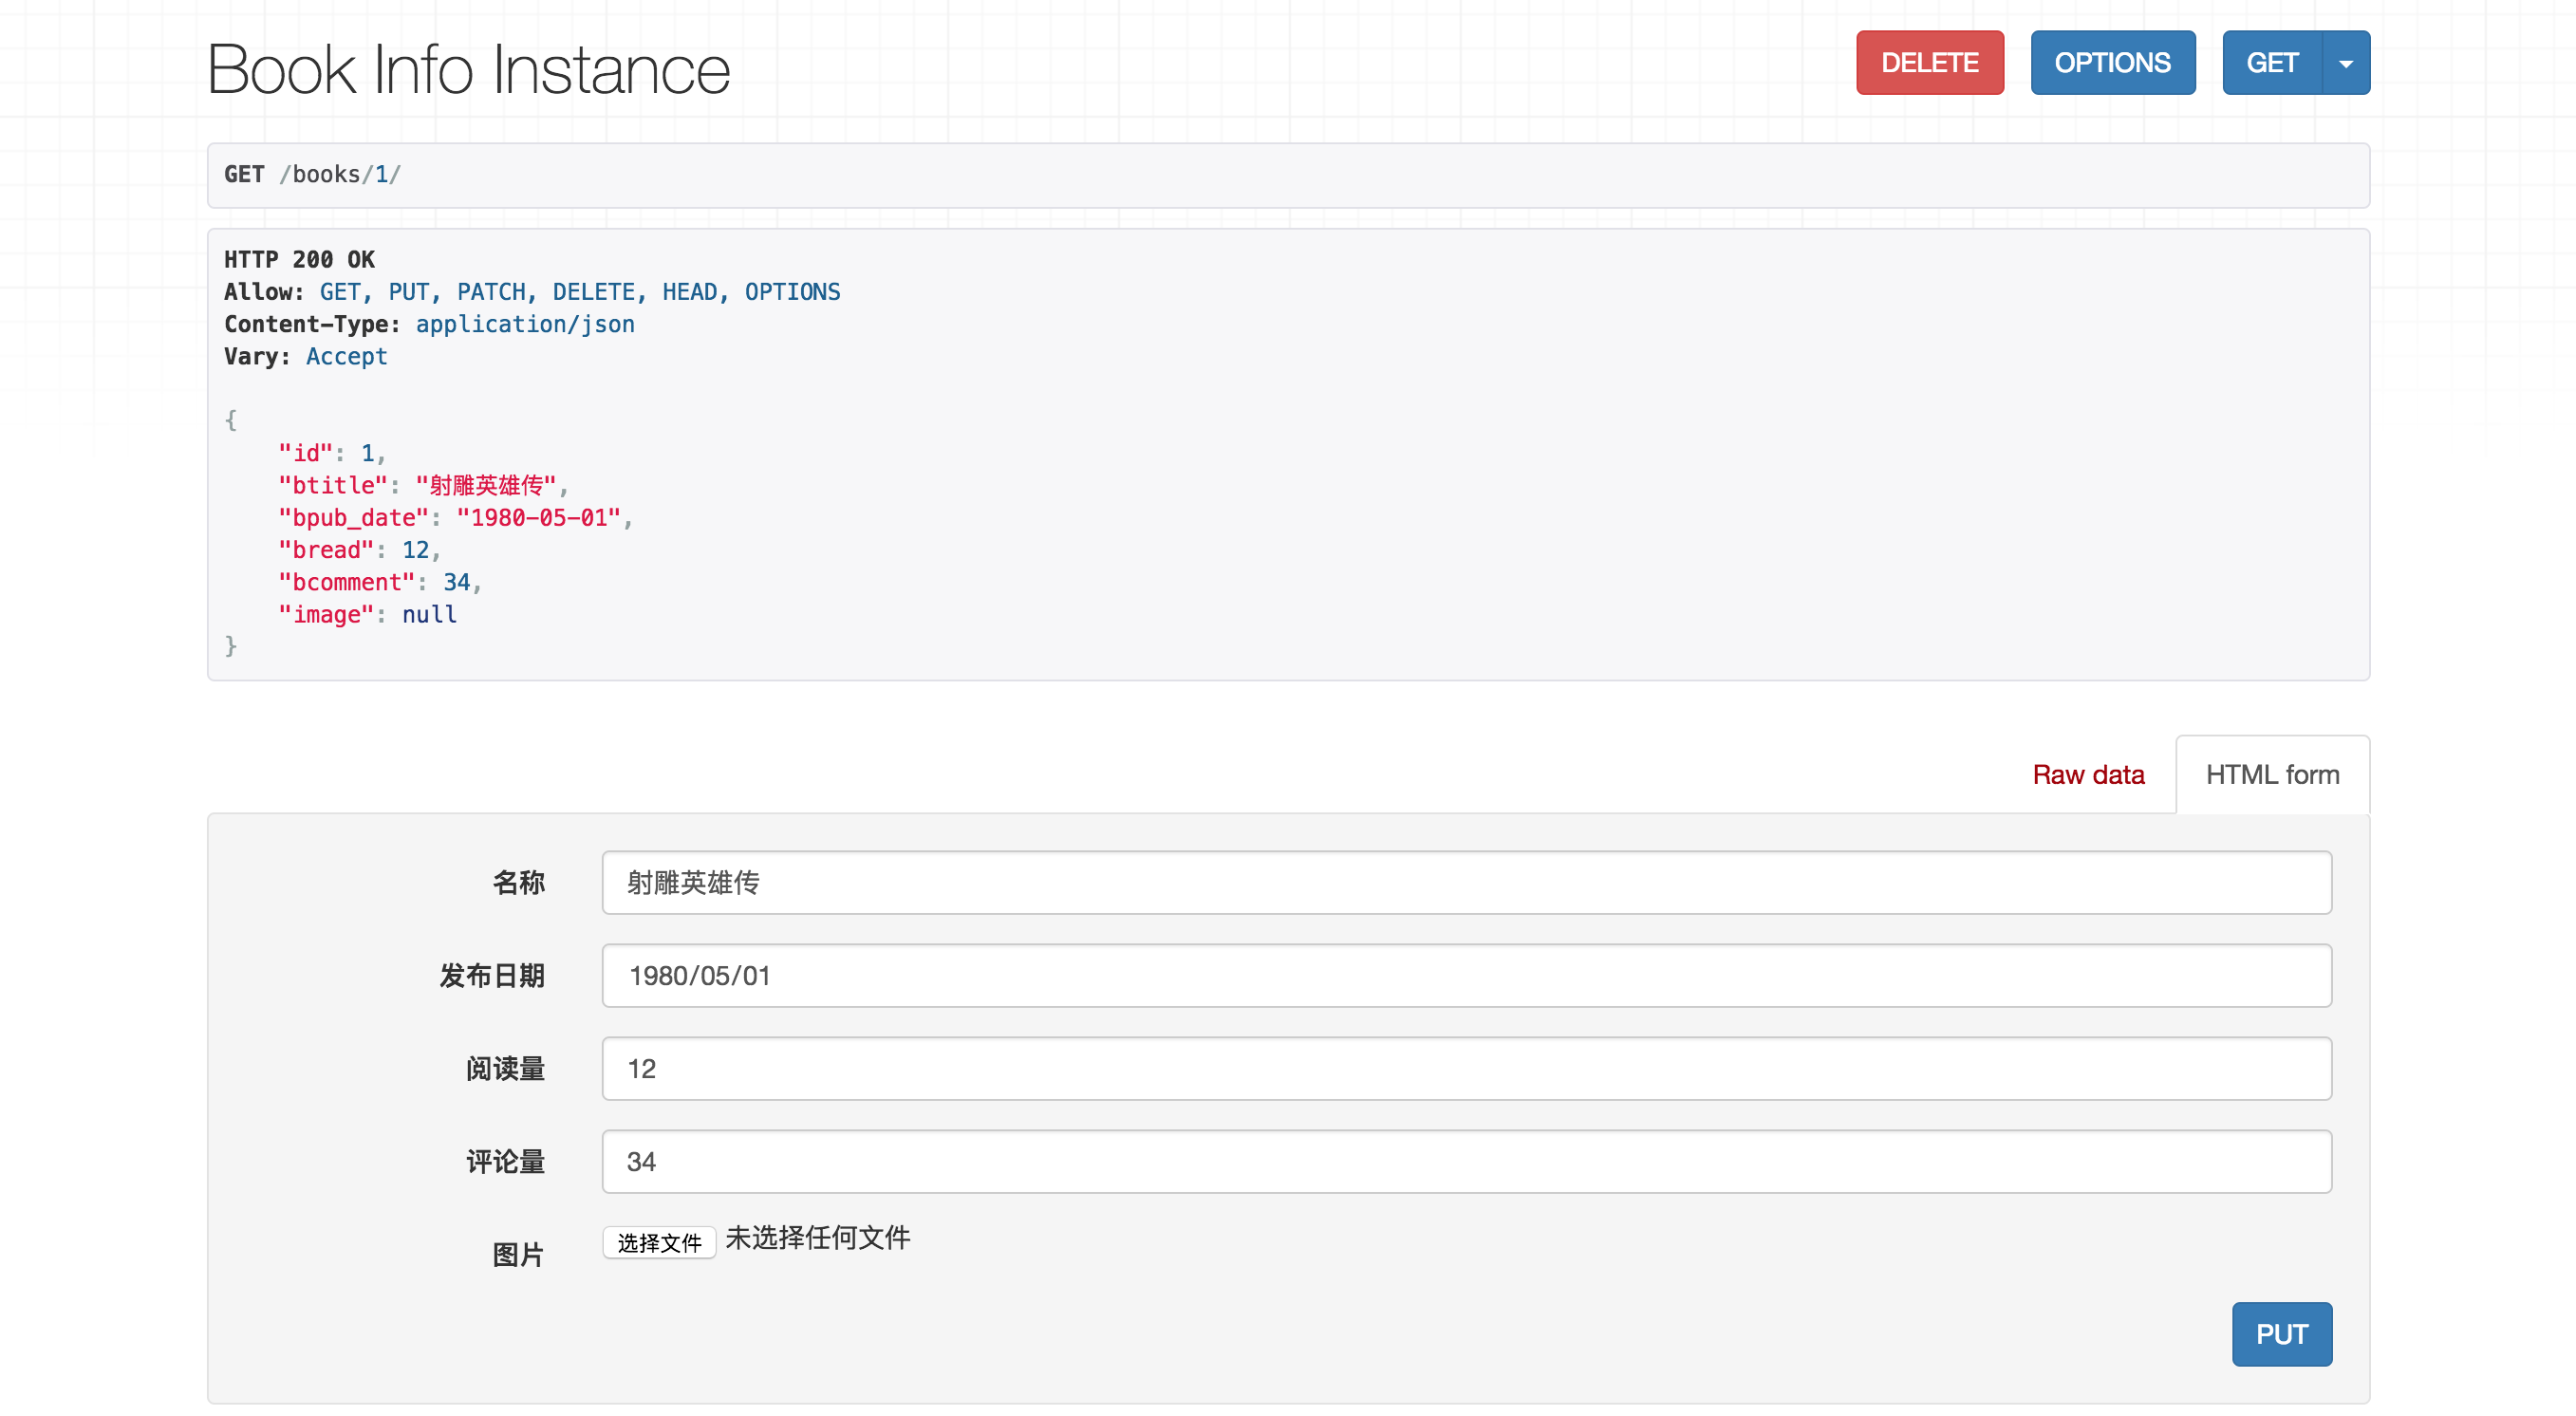 Book Info Instance
DELETE
OPTIONS
GET
GET /books/1/
HTTP 200 OK
Allow: GET, PUT, PATCH, DELETE, HEAD, OPTIONS
Content-Type: application/json
Vary: Accept
{
    "id": 1,
    "btitle": "射雕英雄传",
    "bpub_date": "1980-05-01",
    "bread": 12,
    "bcomment": 34,
    "image": null
}
Raw data
HTML form
名称 射雕英雄传
发布日期 1980/05/01
阅读量 12
评论量 34
图片 选择文件 未选择任何文件
PUT